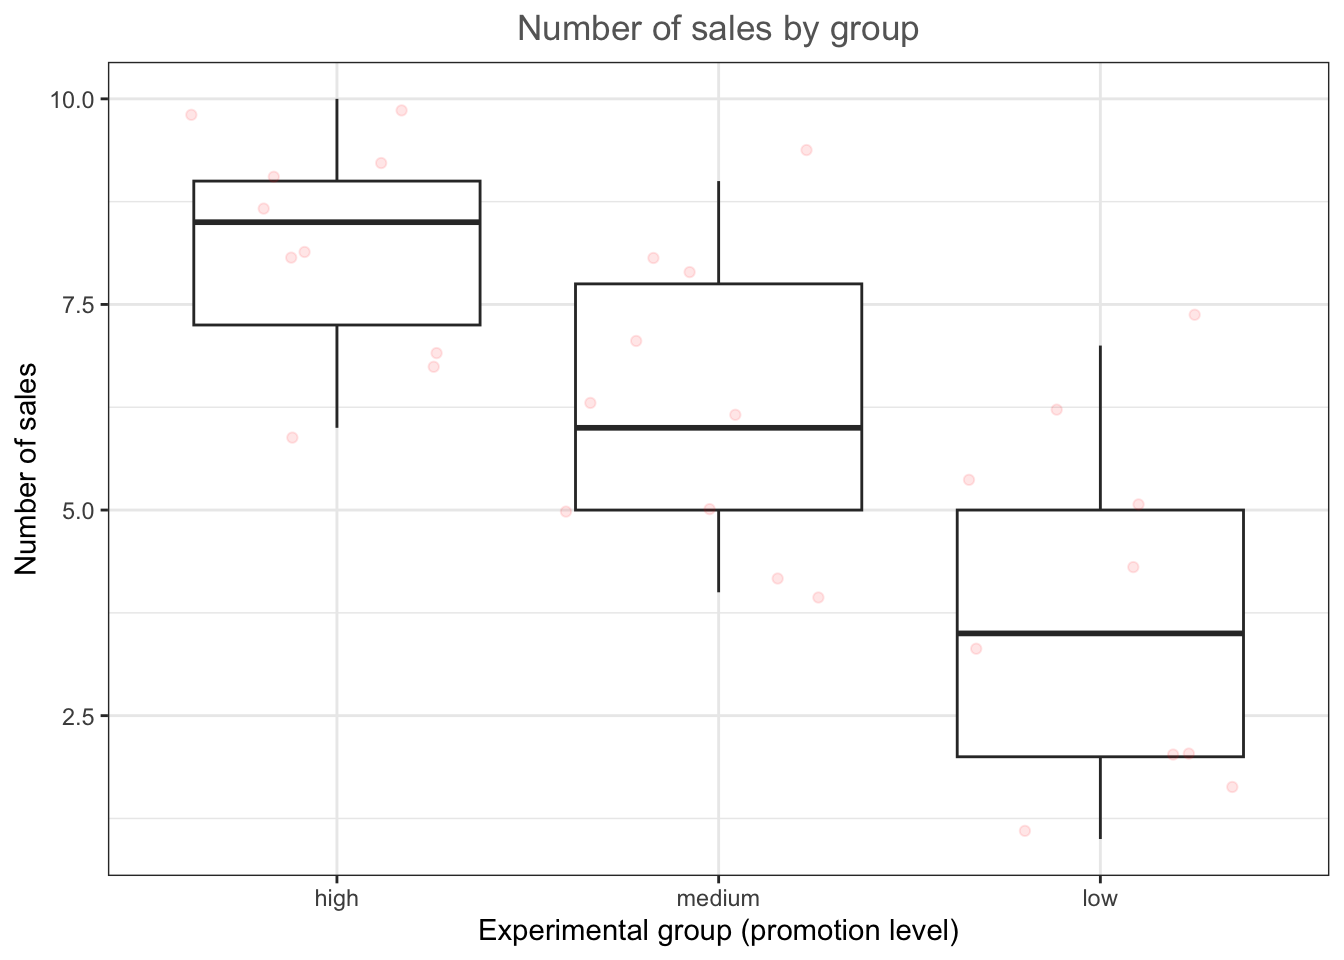 Number of sales by group
Number of sales
10.0
7.5
5.0
2.5
high medium low
Experimental group (promotion level)